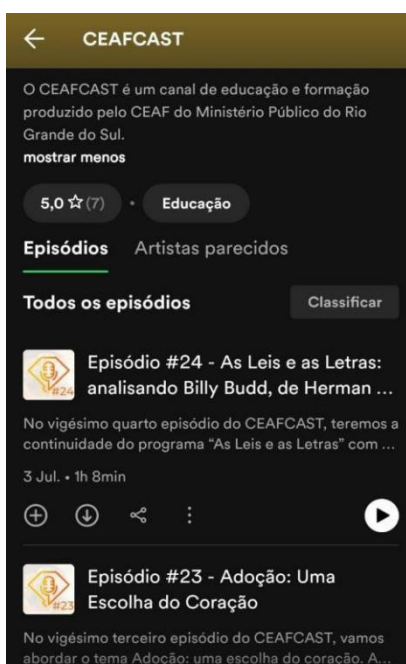 CEAFCAST
O CEAFCAST é um canal de educação e formação
produzido pelo CEAF do Ministério Público do Rio
Grande do Sul.
mostrar menos
5,0 ☆ (7) • Educação
Episódios Artistas parecidos
Todos os episódios Classificar
#24
Episódio #24 - As Leis e as Letras:
analisando Billy Budd, de Herman ...
No vigésimo quarto episódio do CEAFCAST, teremos a
continuidade do programa “As Leis e as Letras” com ...
3 Jul. • 1h 8min
#23
Episódio #23 - Adoção: Uma
Escolha do Coração
No vigésimo terceiro episódio do CEAFCAST, vamos
abordar o tema Adoção: uma escolha do coração. A...